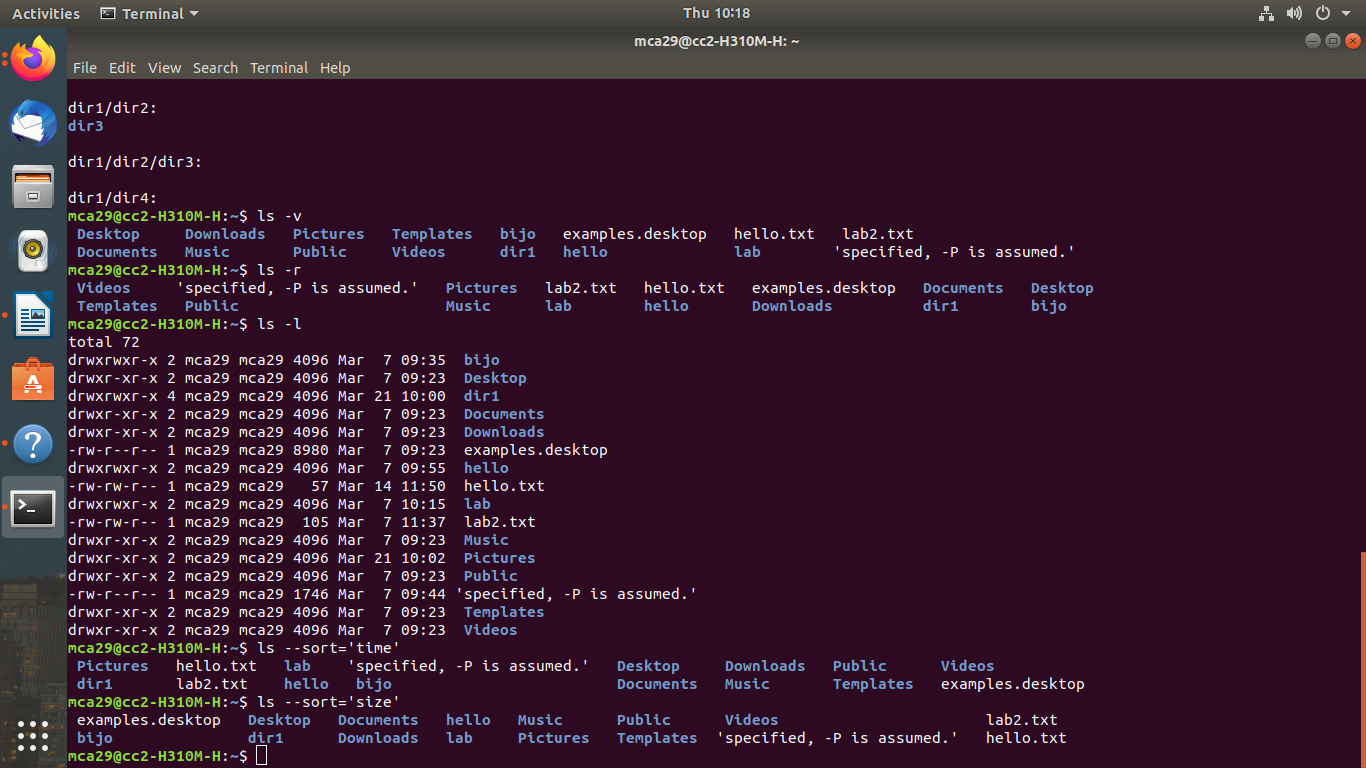 Activities Terminal Thu 10:18
mca29@cc2-H310M-H: ~
File Edit View Search Terminal Help
dir1/dir2:
dir3
dir1/dir2/dir3:
dir1/dir4:
mca29@cc2-H310M-H:~$ ls -v
Desktop Downloads Pictures Templates bijo examples.desktop hello.txt lab2.txt
Documents Music Public Videos dir1 hello lab 'specified, -P is assumed.'
mca29@cc2-H310M-H:~$ ls -r
Videos 'specified, -P is assumed.' Pictures lab2.txt hello.txt examples.desktop Documents Desktop
Templates Public Music lab hello Downloads dir1 bijo
mca29@cc2-H310M-H:~$ ls -l
total 72
drwxrwxr-x 2 mca29 mca29 4096 Mar  7 09:35 bijo
drwxr-xr-x 2 mca29 mca29 4096 Mar  7 09:23 Desktop
drwxrwxr-x 4 mca29 mca29 4096 Mar 21 10:00 dir1
drwxr-xr-x 2 mca29 mca29 4096 Mar  7 09:23 Documents
drwxr-xr-x 2 mca29 mca29 4096 Mar  7 09:23 Downloads
-rw-r--r-- 1 mca29 mca29 8980 Mar  7 09:23 examples.desktop
drwxrwxr-x 2 mca29 mca29 4096 Mar  7 09:55 hello
-rw-rw-r-- 1 mca29 mca29   57 Mar 14 11:50 hello.txt
drwxrwxr-x 2 mca29 mca29 4096 Mar  7 10:15 lab
-rw-rw-r-- 1 mca29 mca29  105 Mar  7 11:37 lab2.txt
drwxr-xr-x 2 mca29 mca29 4096 Mar  7 09:23 Music
drwxr-xr-x 2 mca29 mca29 4096 Mar 21 10:02 Pictures
drwxr-xr-x 2 mca29 mca29 4096 Mar  7 09:23 Public
-rw-r--r-- 1 mca29 mca29 1746 Mar  7 09:44 'specified, -P is assumed.'
drwxr-xr-x 2 mca29 mca29 4096 Mar  7 09:23 Templates
drwxr-xr-x 2 mca29 mca29 4096 Mar  7 09:23 Videos
mca29@cc2-H310M-H:~$ ls --sort='time'
Pictures hello.txt lab 'specified, -P is assumed.' Desktop Downloads Public Videos
dir1 lab2.txt hello bijo Documents Music Templates examples.desktop
mca29@cc2-H310M-H:~$ ls --sort='size'
examples.desktop Desktop Documents hello Music Public Videos lab2.txt
bijo dir1 Downloads lab Pictures Templates 'specified, -P is assumed.' hello.txt
mca29@cc2-H310M-H:~$